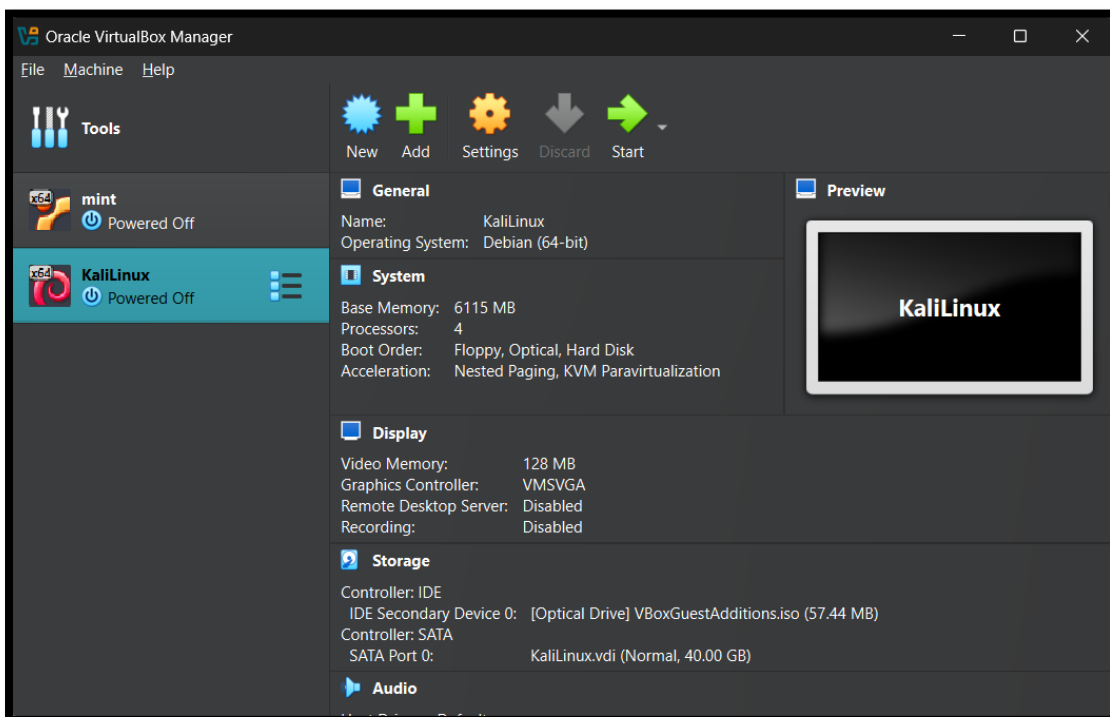 Oracle VirtualBox Manager
File Machine Help
Tools
New Add Settings Discard Start
x64 mint
Powered Off
x64 KaliLinux
Powered Off
General
Name: KaliLinux
Operating System: Debian (64-bit)
Preview
KaliLinux
System
Base Memory: 6115 MB
Processors: 4
Boot Order: Floppy, Optical, Hard Disk
Acceleration: Nested Paging, KVM Paravirtualization
Display
Video Memory: 128 MB
Graphics Controller: VMSVGA
Remote Desktop Server: Disabled
Recording: Disabled
Storage
Controller: IDE
IDE Secondary Device 0: [Optical Drive] VBoxGuestAdditions.iso (57.44 MB)
Controller: SATA
SATA Port 0: KaliLinux.vdi (Normal, 40.00 GB)
Audio